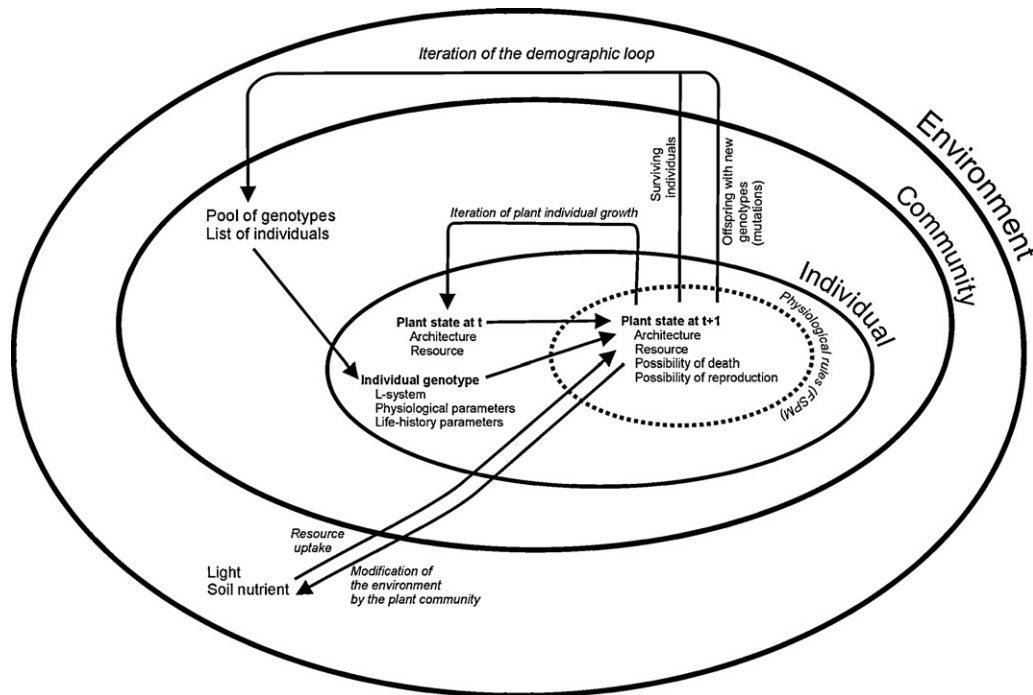 Iteration of the demographic loop
Environment
Community
Individual
Surviving
individuals
Offspring with new
genotypes
(mutations)
Pool of genotypes
List of individuals
Iteration of plant individual growth
Plant state at t
Architecture
Resource
Plant state at t+1
Architecture
Resource
Possibility of death
Possibility of reproduction
Physiological rules (FSPM)
Individual genotype
L-system
Physiological parameters
Life-history parameters
Resource
uptake
Light
Soil nutrient
Modification of
the environment
by the plant community